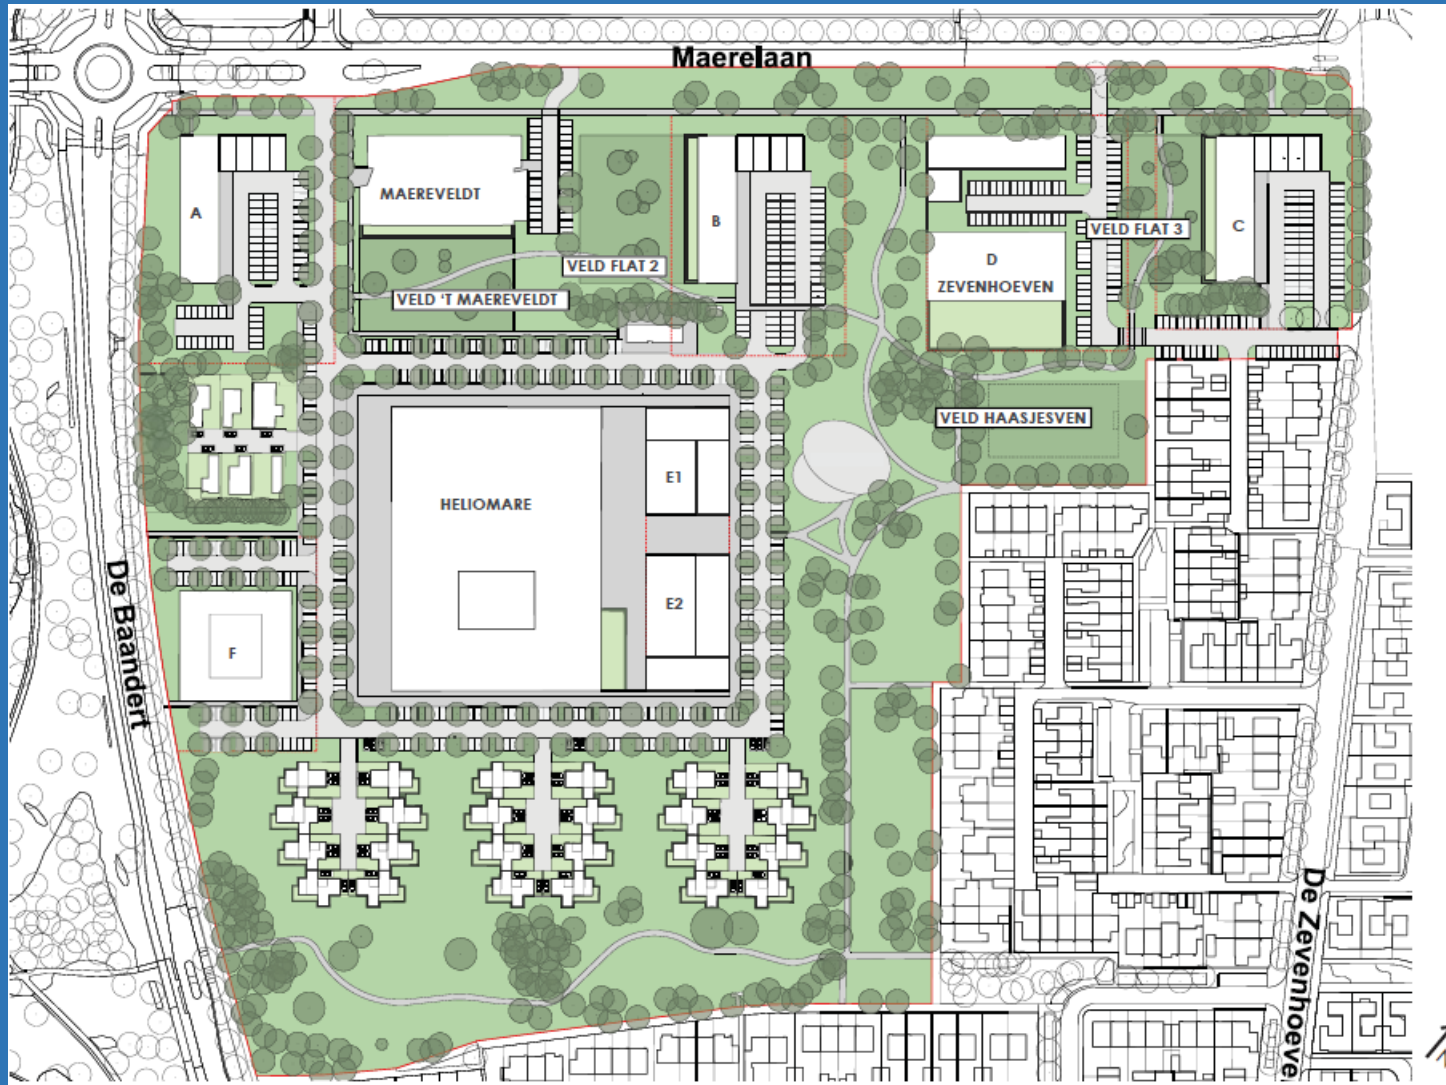 Maerelaan
MAEREVELDT
A
B
VELD FLAT 3
C
D
ZEVENHOEVEN
VELD FLAT 2
VELD 'T MAEREVELDT
VELD HAASJESVEN
HELIOMARE
E1
E2
F
De Baandert
De Zevenhoeve